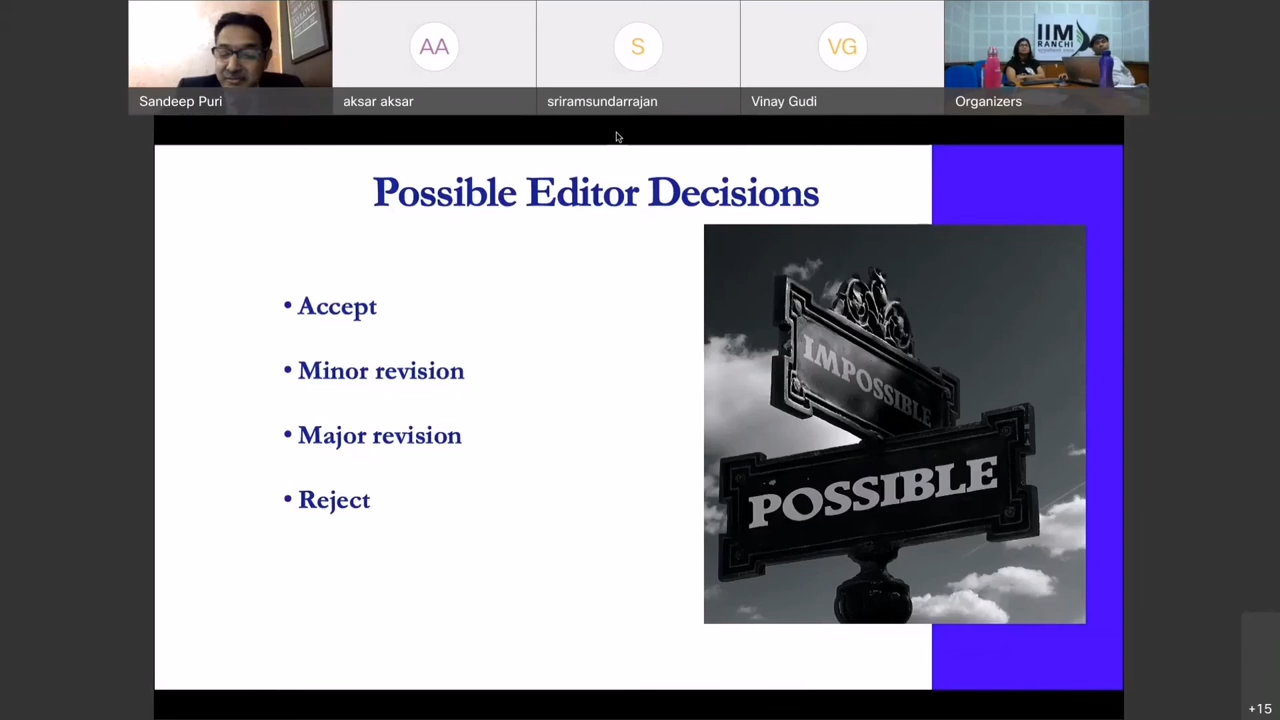 AA
S
VG
IIM
RANCHI
Sandeep Puri
aksar aksar
sriramsundarrajan
Vinay Gudi
Organizers
Possible Editor Decisions
• Accept
• Minor revision
• Major revision
• Reject
IMPOSSIBLE
POSSIBLE
+15